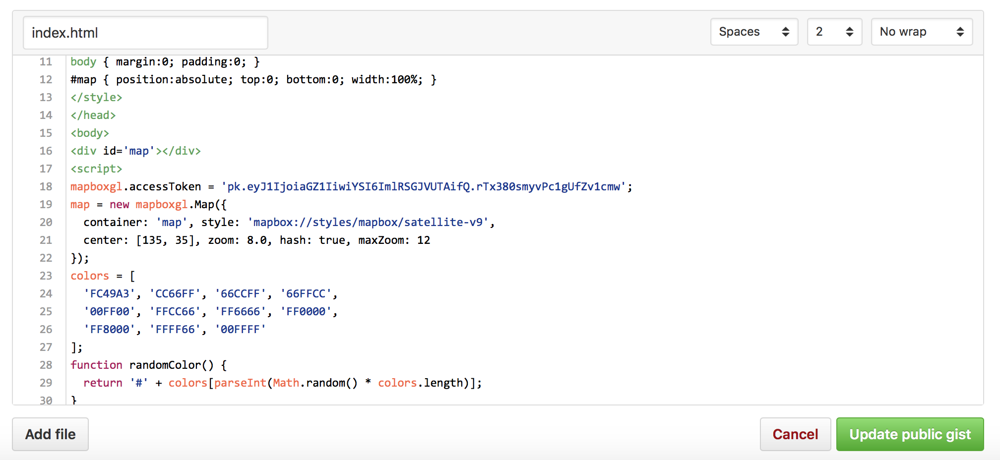 index.html
Spaces 2 No wrap
11 body { margin:0; padding:0; }
12 #map { position:absolute; top:0; bottom:0; width:100%; }
13 </style>
14 </head>
15 <body>
16 <div id='map'></div>
17 <script>
18 mapboxgl.accessToken = 'pk.eyJ1IjoiaGZ1IiwiYSI6ImlRSGJVUTAifQ.rTx380smyvPc1gUfZv1cmw';
19 map = new mapboxgl.Map({
20   container: 'map', style: 'mapbox://styles/mapbox/satellite-v9',
21   center: [135, 35], zoom: 8.0, hash: true, maxZoom: 12
22 });
23 colors = [
24   'FC49A3', 'CC66FF', '66CCFF', '66FFCC',
25   '00FF00', 'FFCC66', 'FF6666', 'FF0000',
26   'FF8000', 'FFFF66', '00FFFF'
27 ];
28 function randomColor() {
29   return '#' + colors[parseInt(Math.random() * colors.length)];
30 }
Add file
Cancel
Update public gist